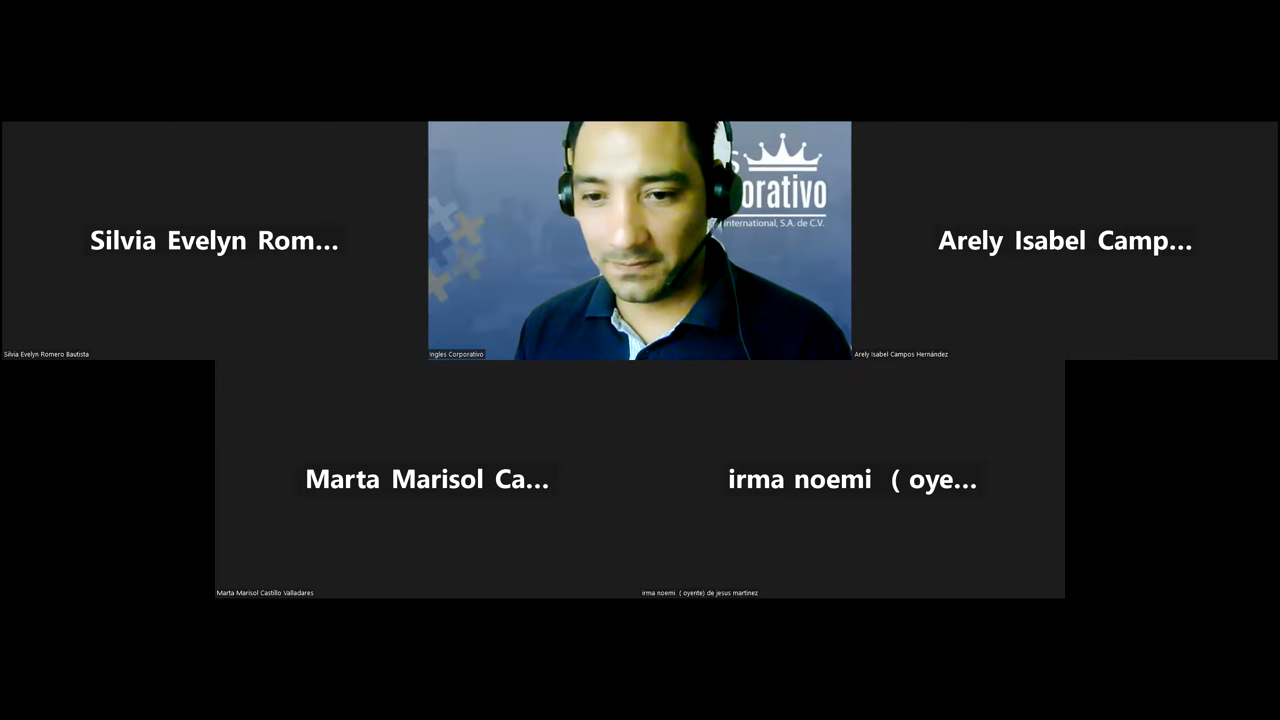 Silvia Evelyn Rom...
s
orativo
International, S.A. de C.V.
Arely Isabel Camp...
Silvia Evelyn Romero Bautista
Ingles Corporativo
Arely Isabel Campos Hernández
Marta Marisol Ca...
irma noemi ( oye...
Marta Marisol Castillo Valladares
irma noemi ( oyente) de jesus martinez